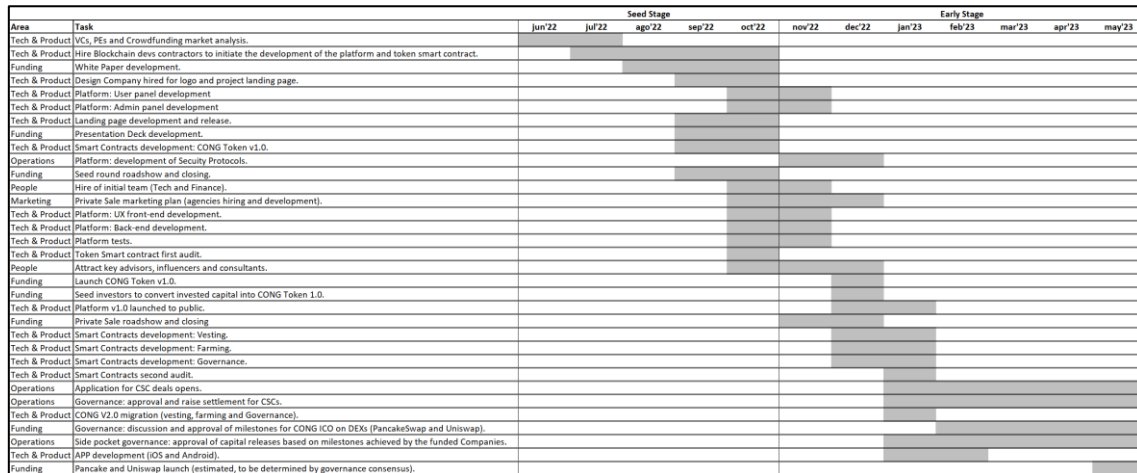 Seed Stage Early Stage
Area Task jun'22 jul'22 ago'22 sep'22 oct'22 nov'22 dec'22 jan'23 feb'23 mar'23 apr'23 may'23
Tech & Product VCs, PEs and Crowdfunding market analysis.
Tech & Product Hire Blockchain devs contractors to initiate the development of the platform and token smart contract.
Funding White Paper development.
Tech & Product Design Company hired for logo and project landing page.
Tech & Product Platform: User panel development
Tech & Product Platform: Admin panel development
Tech & Product Landing page development and release.
Funding Presentation Deck development.
Tech & Product Smart Contracts development: CONG Token v1.0.
Operations Platform: development of Secuity Protocols.
Funding Seed round roadshow and closing.
People Hire of initial team (Tech and Finance).
Marketing Private Sale marketing plan (agencies hiring and development).
Tech & Product Platform: UX front-end development.
Tech & Product Platform: Back-end development.
Tech & Product Platform tests.
Tech & Product Token Smart contract first audit.
People Attract key advisors, influencers and consultants.
Funding Launch CONG Token v1.0.
Funding Seed investors to convert invested capital into CONG Token 1.0.
Tech & Product Platform v1.0 launched to public.
Funding Private Sale roadshow and closing
Tech & Product Smart Contracts development: Vesting.
Tech & Product Smart Contracts development: Farming.
Tech & Product Smart Contracts development: Governance.
Tech & Product Smart Contracts second audit.
Operations Application for CSC deals opens.
Operations Governance: approval and raise settlement for CSCs.
Tech & Product CONG V2.0 migration (vesting, farming and Governance).
Funding Governance: discussion and approval of milestones for CONG ICO on DEXs (PancakeSwap and Uniswap).
Operations Side pocket governance: approval of capital releases based on milestones achieved by the funded Companies.
Tech & Product APP development (iOS and Android).
Funding Pancake and Uniswap launch (estimated, to be determined by governance consensus).